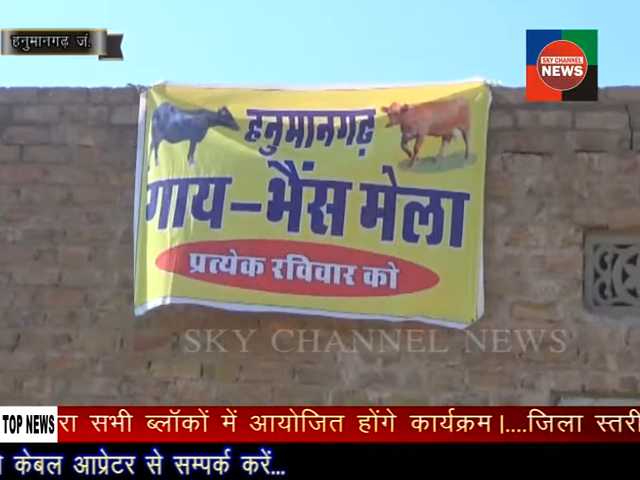 हनुमानगढ़ जं.
SKY CHANNEL
NEWS
हनुमानगढ़
गाय-भैंस मेला
प्रत्येक रविवार को
SKY CHANNEL NEWS
TOP NEWS
रा सभी ब्लॉकों में आयोजित होंगे कार्यक्रम।....जिला स्तरी
केबल आप्रेटर से सम्पर्क करें...